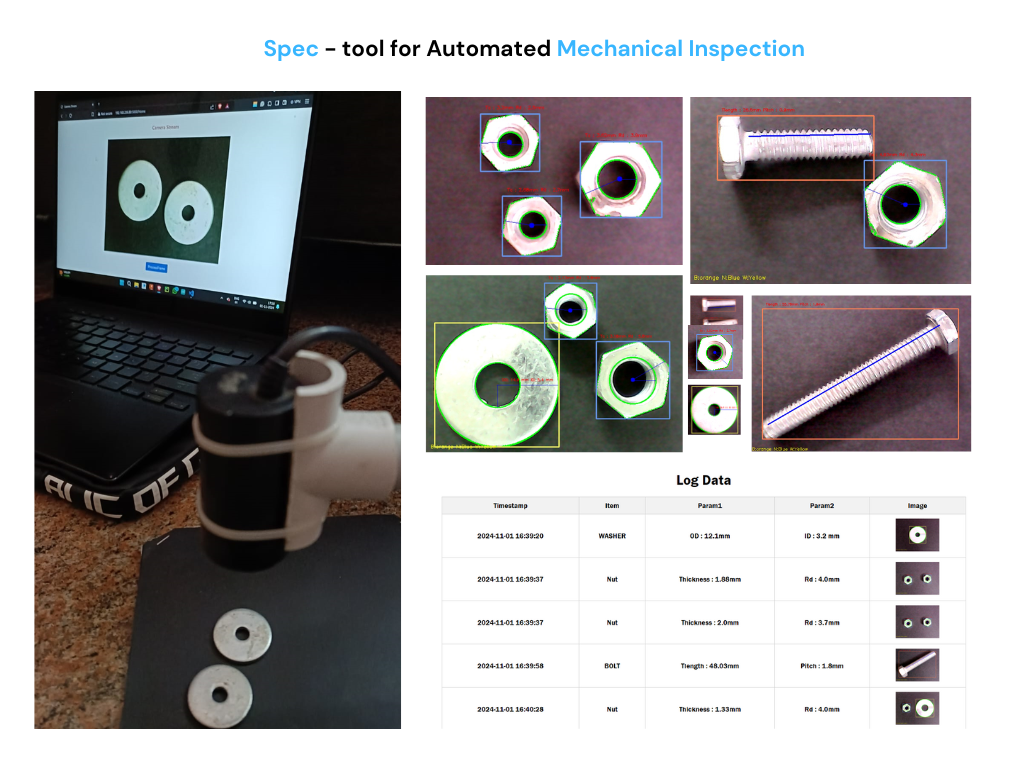 Spec - tool for Automated Mechanical Inspection
Camera Stream
B:orange N:Blue W:Yellow
B:orange N:Blue W:Yellow
Log Data
Timestamp Item Param1 Param2 Image
2024-11-01 16:39:20 WASHER OD : 12.1mm ID : 3.2 mm
2024-11-01 16:39:37 Nut Thickness : 1.88mm Rd : 4.0mm
2024-11-01 16:39:37 Nut Thickness : 2.0mm Rd : 3.7mm
2024-11-01 16:39:58 BOLT Tlength : 48.03mm Pitch : 1.8mm
2024-11-01 16:40:28 Nut Thickness : 1.33mm Rd : 4.0mm